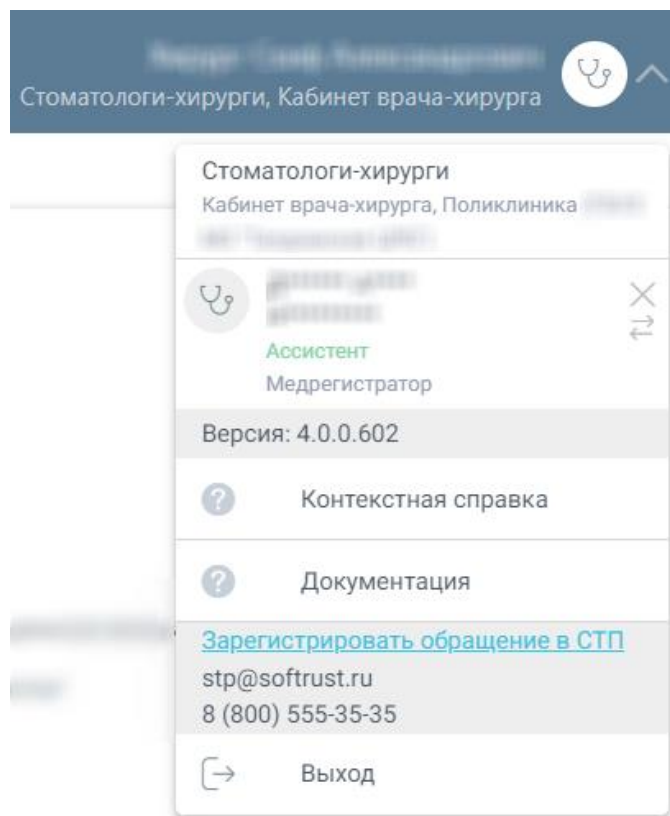 Стоматологи-хирурги, Кабинет врача-хирурга
Стоматологи-хирурги
Кабинет врача-хирурга, Поликлиника
Ассистент
Медрегистратор
Версия: 4.0.0.602
Контекстная справка
Документация
Зарегистрировать обращение в СТП
stp@softrust.ru
8 (800) 555-35-35
Выход